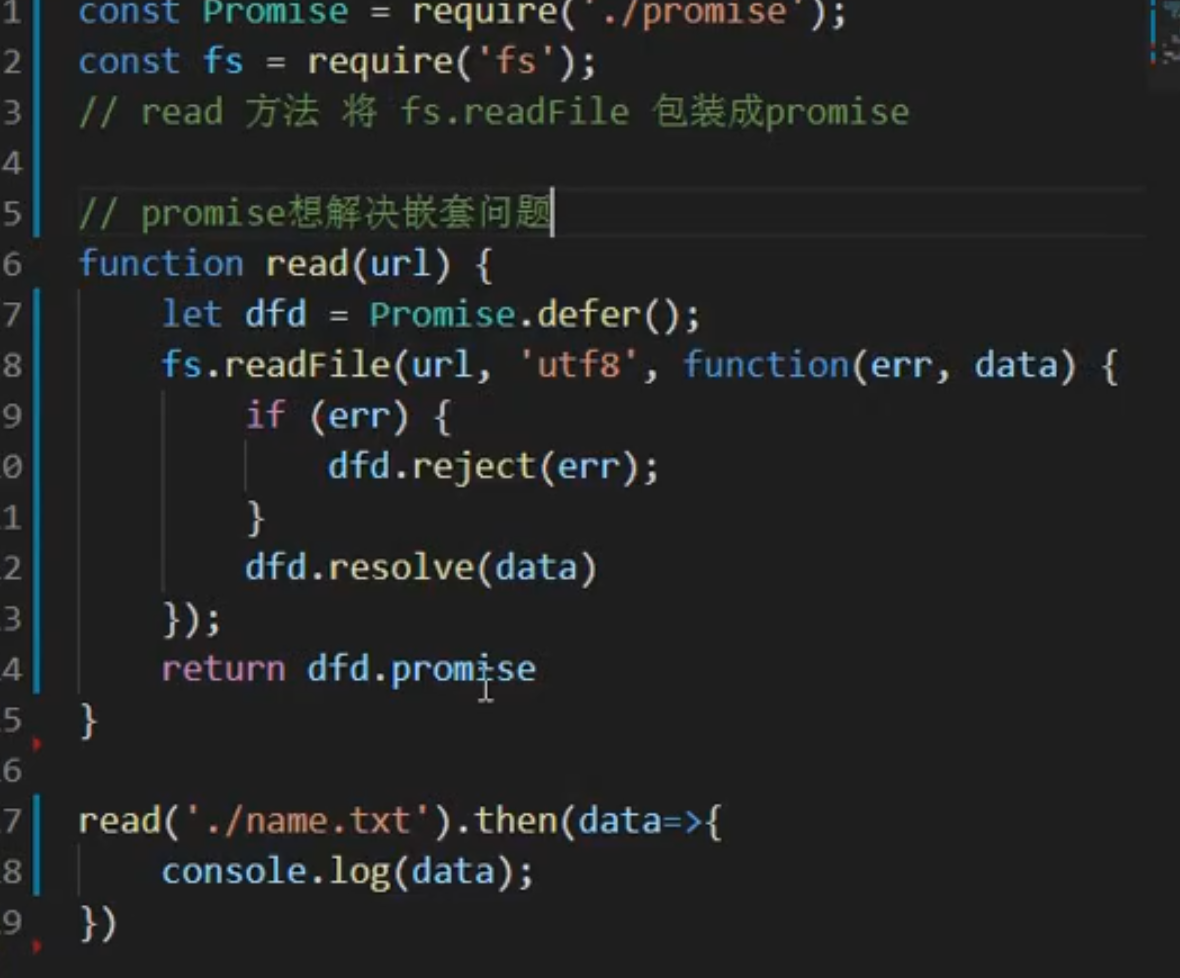 1 const Promise = require('./promise');
2 const fs = require('fs');
3 // read 方法 将 fs.readFile 包装成promise
4
5 // promise想解决嵌套问题
6 function read(url) {
7 let dfd = Promise.defer();
8 fs.readFile(url, 'utf8', function(err, data) {
9 if (err) {
0 dfd.reject(err);
1 }
2 dfd.resolve(data)
3 });
4 return dfd.promise
5 }
6
7 read('./name.txt').then(data=>{
8 console.log(data);
9 })